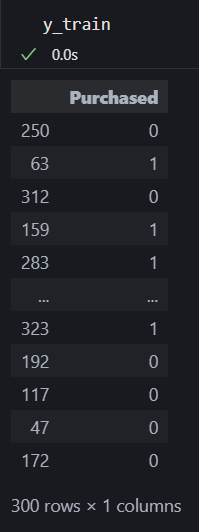 y_train
0.0s
Purchased
250 0
63 1
312 0
159 1
283 1
... ...
323 1
192 0
117 0
47 0
172 0
300 rows × 1 columns